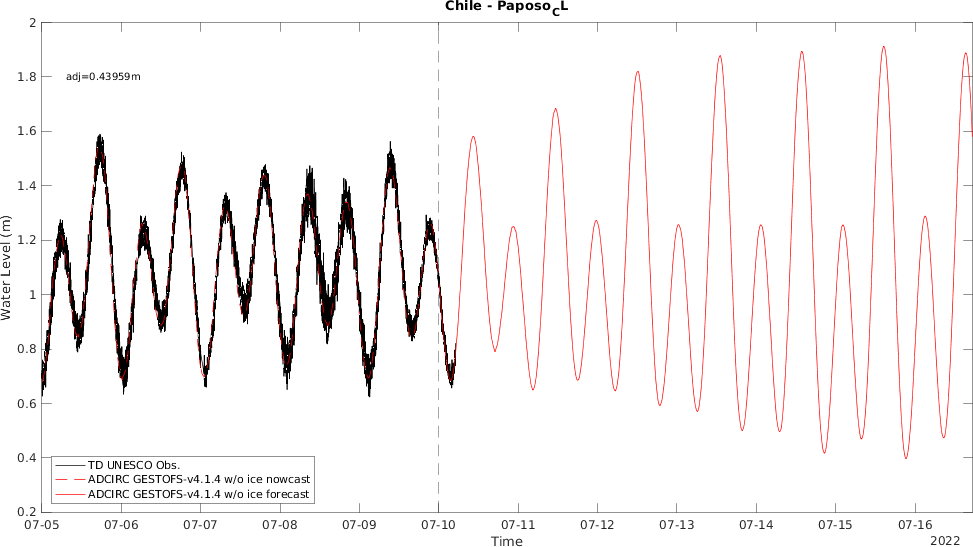 Chile - Paposo_CL
2
1.8
adj=0.43959m
1.6
1.4
1.2
1
0.8
0.6
0.4
0.2
Water Level (m)
TD UNESCO Obs.
ADCIRC GESTOFS-v4.1.4 w/o ice nowcast
ADCIRC GESTOFS-v4.1.4 w/o ice forecast
07-05 07-06 07-07 07-08 07-09 07-10 07-11 07-12 07-13 07-14 07-15 07-16
Time
2022